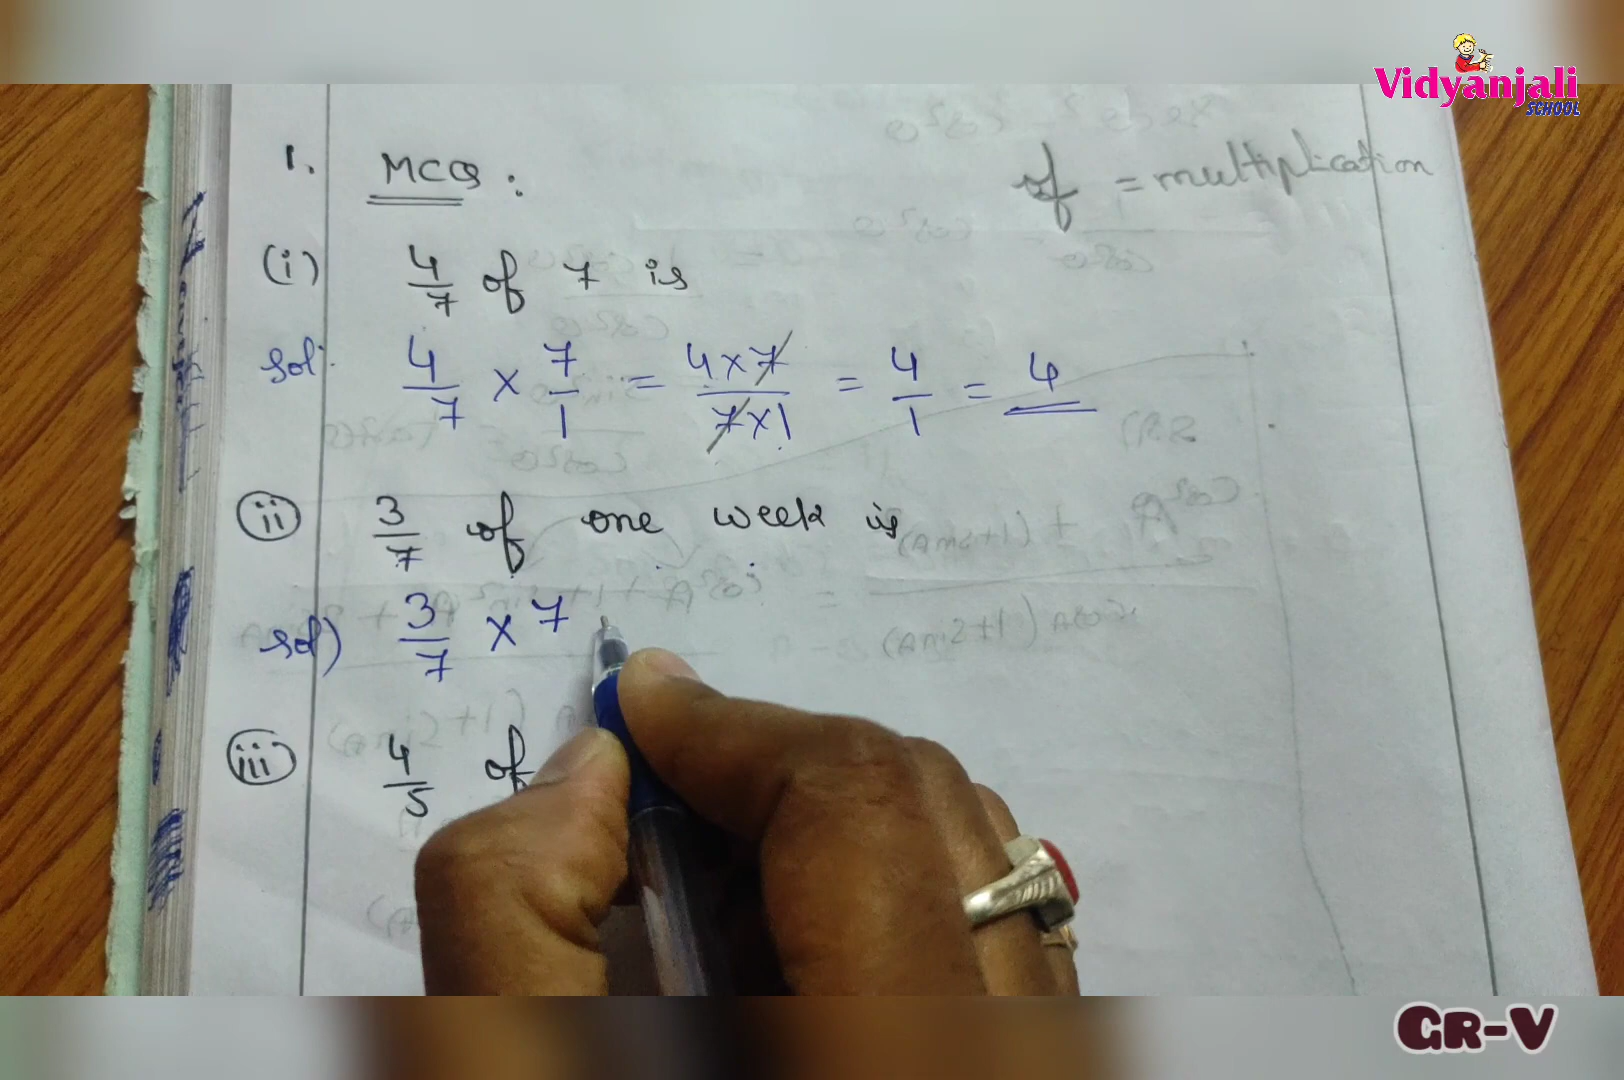 Vidyanjali
SCHOOL
1. MCQ :
of = multiplication
(i) 4/7 of 7 is
sol: 4/7 × 7/1 = 4×7/7×1 = 4/1 = 4
(ii) 3/7 of one week is
sol) 3/7 × 7
(iii) 4/5 of
GR-V